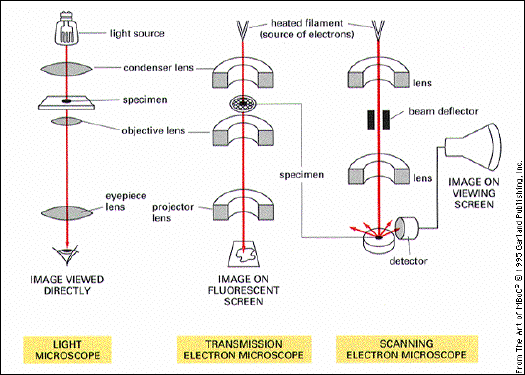 light source
condenser lens
specimen
objective lens
eyepiece
lens
IMAGE VIEWED
DIRECTLY
LIGHT
MICROSCOPE
heated filament
(source of electrons)
projector
lens
specimen
IMAGE ON
FLUORESCENT
SCREEN
TRANSMISSION
ELECTRON MICROSCOPE
lens
beam deflector
lens
IMAGE ON
VIEWING
SCREEN
detector
SCANNING
ELECTRON MICROSCOPE
From The Art of MBoC³ © 1995 Garland Publishing, Inc.